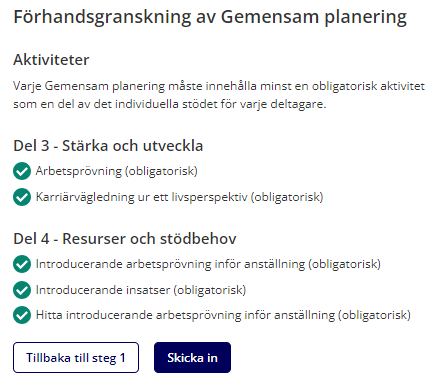 Förhandsgranskning av Gemensam planering
Aktiviteter
Varje Gemensam planering måste innehålla minst en obligatorisk aktivitet
som en del av det individuella stödet för varje deltagare.
Del 3 - Stärka och utveckla
Arbetsprövning (obligatorisk)
Karriärvägledning ur ett livsperspektiv (obligatorisk)
Del 4 - Resurser och stödbehov
Introducerande arbetsprövning inför anställning (obligatorisk)
Introducerande insatser (obligatorisk)
Hitta introducerande arbetsprövning inför anställning (obligatorisk)
Tillbaka till steg 1
Skicka in